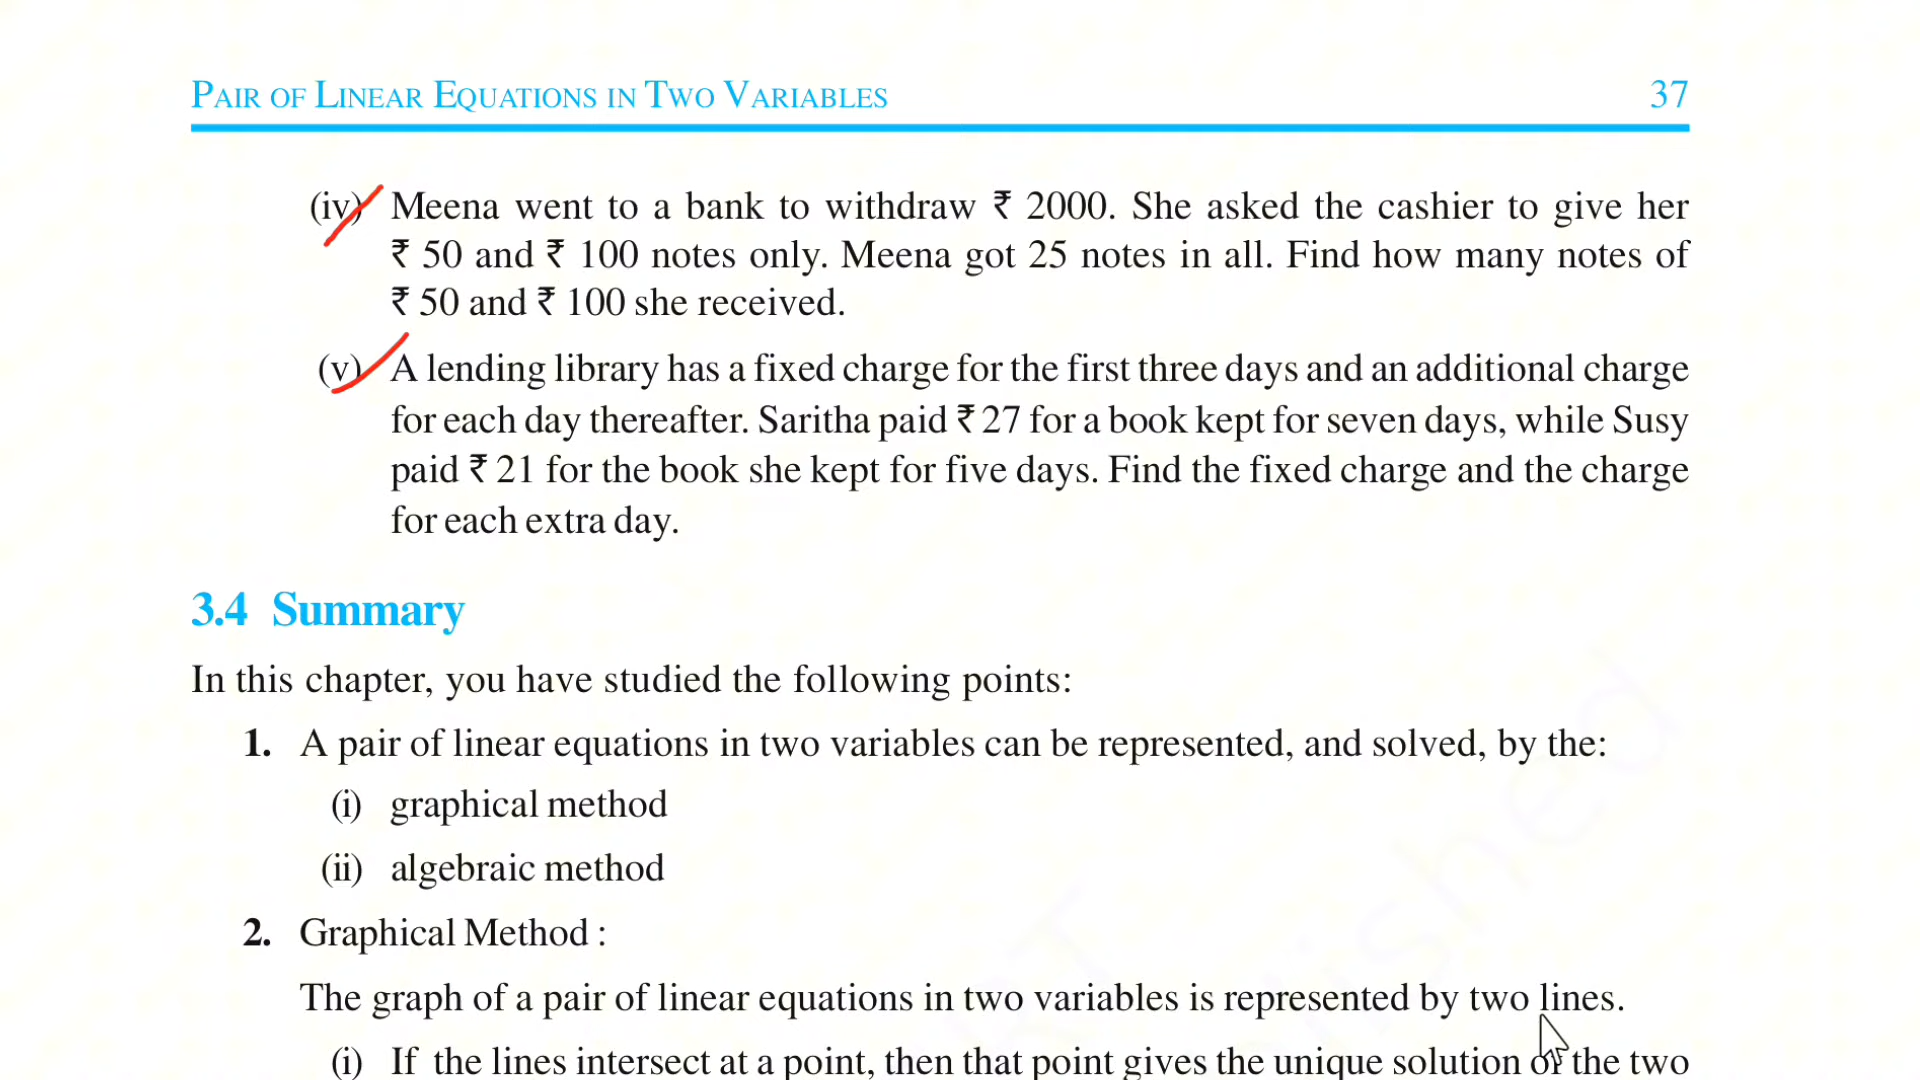 PAIR OF LINEAR EQUATIONS IN TWO VARIABLES 37
(iv) Meena went to a bank to withdraw ₹ 2000. She asked the cashier to give her
₹ 50 and ₹ 100 notes only. Meena got 25 notes in all. Find how many notes of
₹ 50 and ₹ 100 she received.
(v) A lending library has a fixed charge for the first three days and an additional charge
for each day thereafter. Saritha paid ₹ 27 for a book kept for seven days, while Susy
paid ₹ 21 for the book she kept for five days. Find the fixed charge and the charge
for each extra day.
3.4 Summary
In this chapter, you have studied the following points:
1. A pair of linear equations in two variables can be represented, and solved, by the:
(i) graphical method
(ii) algebraic method
2. Graphical Method :
The graph of a pair of linear equations in two variables is represented by two lines.
(i) If the lines intersect at a point, then that point gives the unique solution of the two